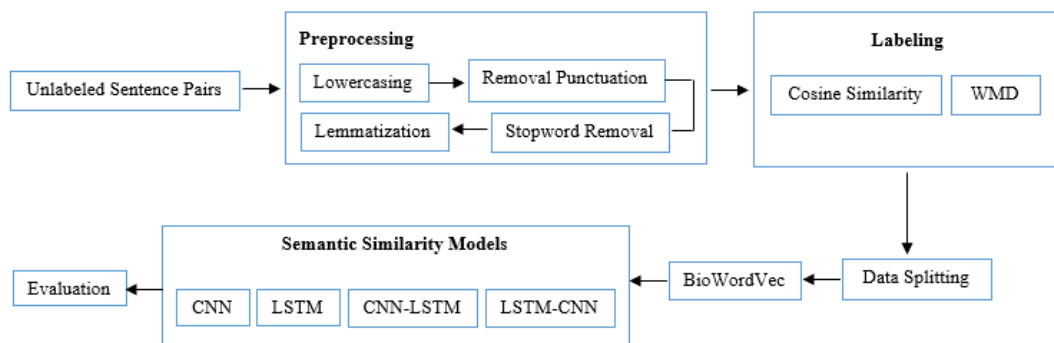 Unlabeled Sentence Pairs
Preprocessing
Lowercasing
Removal Punctuation
Lemmatization
Stopword Removal
Labeling
Cosine Similarity
WMD
Data Splitting
BioWordVec
Semantic Similarity Models
CNN
LSTM
CNN-LSTM
LSTM-CNN
Evaluation